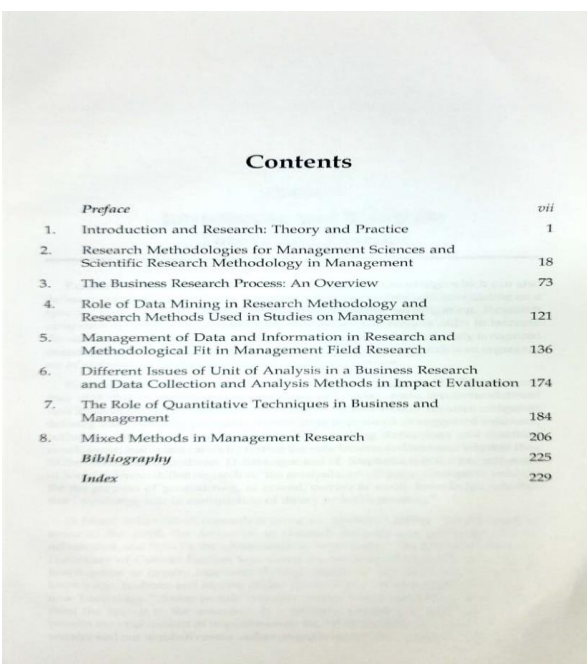 Contents
Preface vii
1. Introduction and Research: Theory and Practice 1
2. Research Methodologies for Management Sciences and
Scientific Research Methodology in Management 18
3. The Business Research Process: An Overview 73
4. Role of Data Mining in Research Methodology and
Research Methods Used in Studies on Management 121
5. Management of Data and Information in Research and
Methodological Fit in Management Field Research 136
6. Different Issues of Unit of Analysis in a Business Research
and Data Collection and Analysis Methods in Impact Evaluation 174
7. The Role of Quantitative Techniques in Business and
Management 184
8. Mixed Methods in Management Research 206
Bibliography 225
Index 229